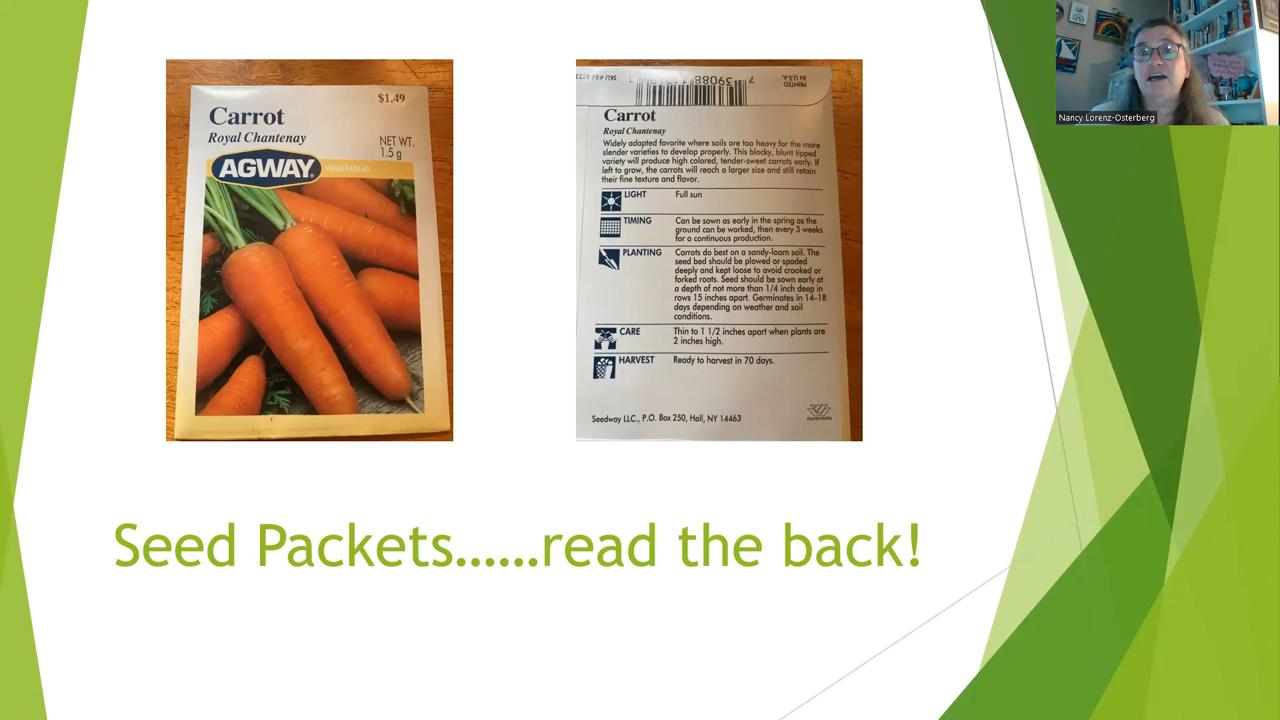 Carrot
Royal Chantenay
$1.49
NET WT.
1.5 g
AGWAY
VEGETABLES
PRINTED
IN U.S.A.
Carrot
Royal Chantenay
Widely adapted favorite where soils are too heavy for the more
slender varieties to develop properly. This blocky, blunt tipped
variety will produce high colored, tender-sweet carrots early. If
left to grow, the carrots will reach a larger size and still retain
their fine texture and flavor.
LIGHT
Full sun
TIMING
Can be sown as early in the spring as the
ground can be worked, then every 3 weeks
for a continuous production.
PLANTING
Carrots do best on a sandy-loam soil. The
seed bed should be plowed or spaded
deeply and kept loose to avoid crooked or
forked roots. Seed should be sown early at
a depth of not more than 1/4 inch deep in
rows 15 inches apart. Germinates in 14-18
days depending on weather and soil
conditions.
CARE
Thin to 1 1/2 inches apart when plants are
2 inches high.
HARVEST
Ready to harvest in 70 days.
Seedway LLC., P.O. Box 250, Hall, NY 14463
Seed Packets......read the back!
Nancy Lorenz-Osterberg